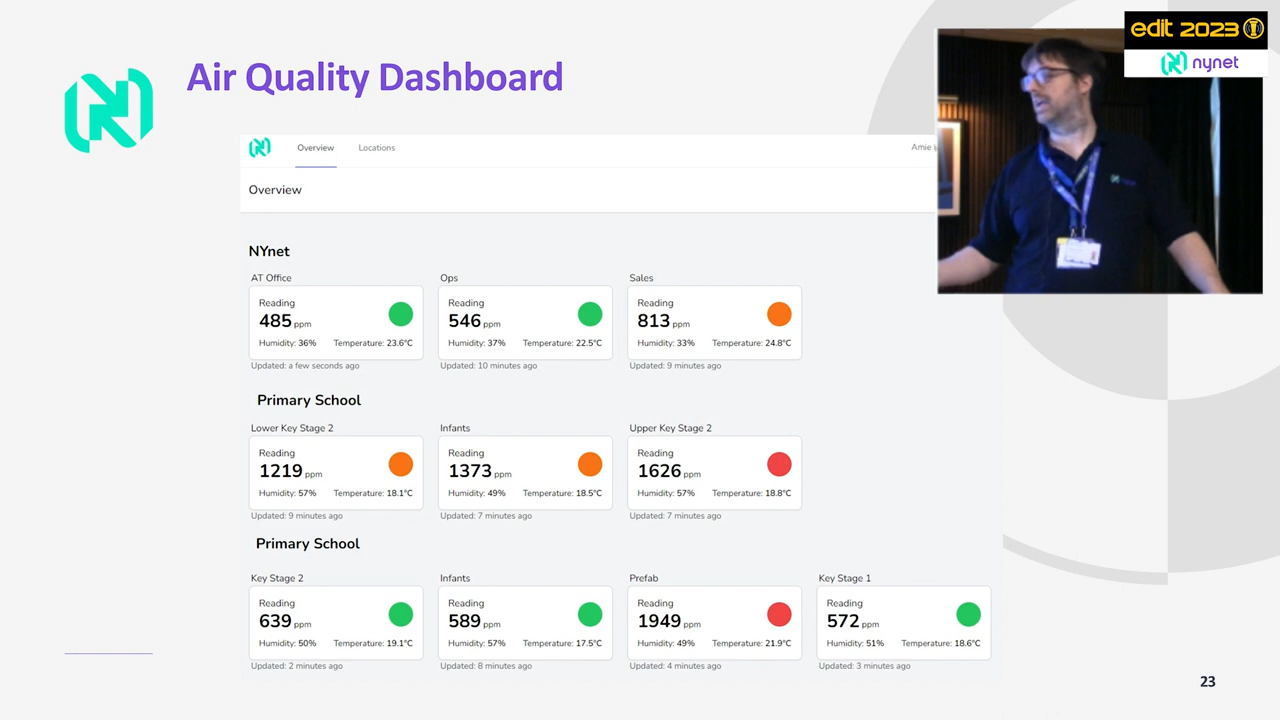 edit 2023
nynet
Air Quality Dashboard
Overview Locations Amie
Overview
NYnet
AT Office Ops Sales
Reading Reading Reading
485 ppm 546 ppm 813 ppm
Humidity: 36% Temperature: 23.6°C Humidity: 37% Temperature: 22.5°C Humidity: 33% Temperature: 24.8°C
Updated: a few seconds ago Updated: 10 minutes ago Updated: 9 minutes ago
Primary School
Lower Key Stage 2 Infants Upper Key Stage 2
Reading Reading Reading
1219 ppm 1373 ppm 1626 ppm
Humidity: 57% Temperature: 18.1°C Humidity: 49% Temperature: 18.5°C Humidity: 57% Temperature: 18.8°C
Updated: 9 minutes ago Updated: 7 minutes ago Updated: 7 minutes ago
Primary School
Key Stage 2 Infants Prefab Key Stage 1
Reading Reading Reading Reading
639 ppm 589 ppm 1949 ppm 572 ppm
Humidity: 50% Temperature: 19.1°C Humidity: 57% Temperature: 17.5°C Humidity: 49% Temperature: 21.9°C Humidity: 51% Temperature: 18.6°C
Updated: 2 minutes ago Updated: 8 minutes ago Updated: 4 minutes ago Updated: 3 minutes ago
23